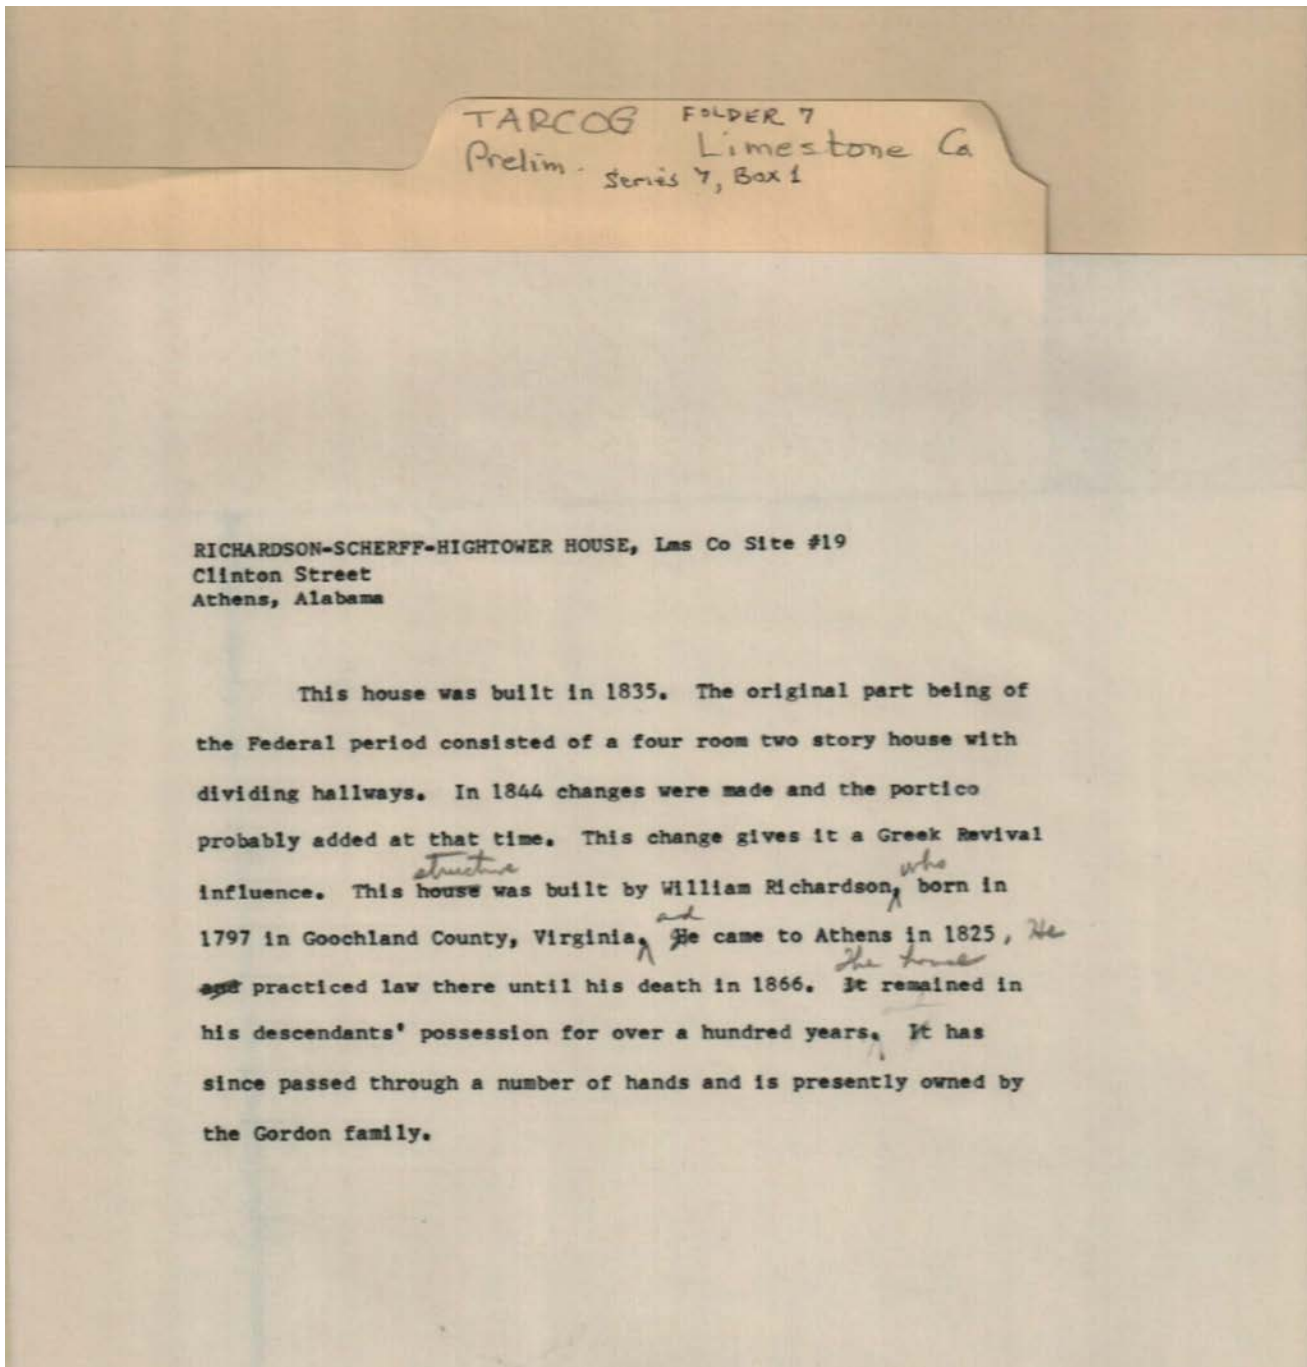 TARCOG FOLDER 7
Prelim. Limestone Co
Series 7, Box 1
RICHARDSON-SCHERFF-HIGHTOWER HOUSE, Lms Co Site #19
Clinton Street
Athens, Alabama
This house was built in 1835. The original part being of
the Federal period consisted of a four room two story house with
dividing hallways. In 1844 changes were made and the portico
probably added at that time. This change gives it a Greek Revival
structure who
influence. This house was built by William Richardson, born in
and
1797 in Goochland County, Virginia. He came to Athens in 1825, He
The house
and practiced law there until his death in 1866. It remained in
his descendants' possession for over a hundred years. It has
since passed through a number of hands and is presently owned by
the Gordon family.